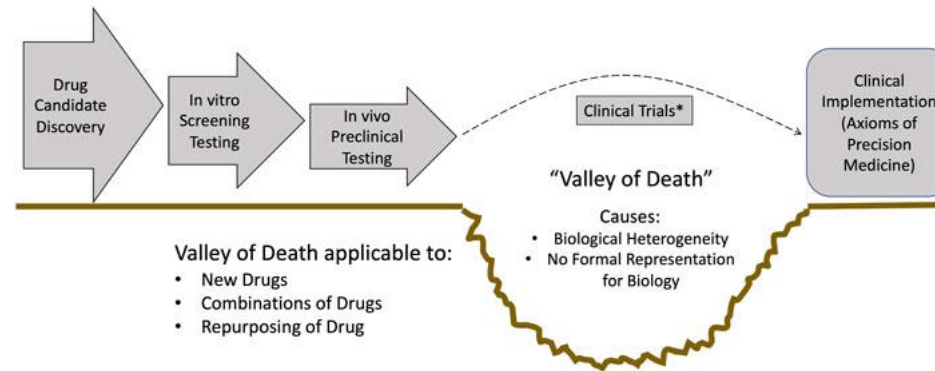 Drug
Candidate
Discovery
In vitro
Screening
Testing
In vivo
Preclinical
Testing
Clinical Trials*
Clinical
Implementation
(Axioms of
Precision
Medicine)
“Valley of Death”
Causes:
• Biological Heterogeneity
• No Formal Representation
for Biology
Valley of Death applicable to:
• New Drugs
• Combinations of Drugs
• Repurposing of Drug